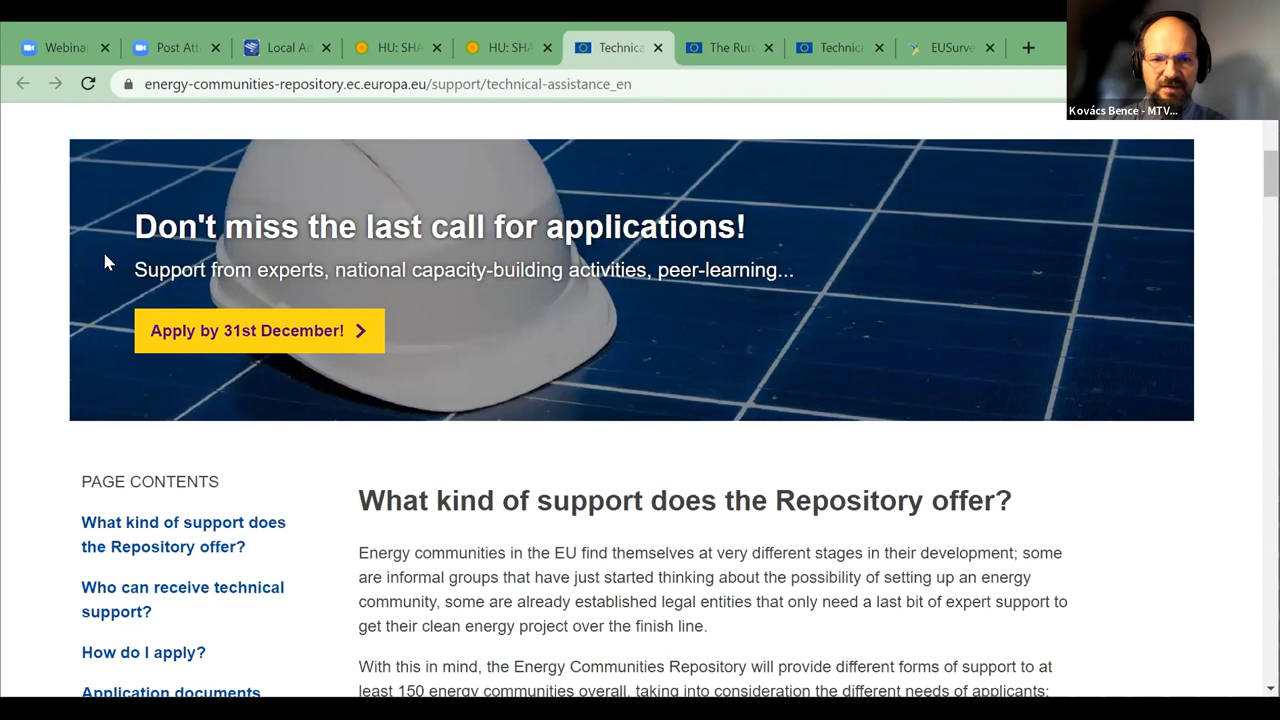 Webinar
Post Att
Local Ad
HU: SHA
HU: SHA
Technica
The Rur
Technica
EUSurve
energy-communities-repository.ec.europa.eu/support/technical-assistance_en
Kovács Bence - MTV...
Don't miss the last call for applications!
Support from experts, national capacity-building activities, peer-learning...
Apply by 31st December!
PAGE CONTENTS
What kind of support does
the Repository offer?
Who can receive technical
support?
How do I apply?
Application documents
What kind of support does the Repository offer?
Energy communities in the EU find themselves at very different stages in their development; some
are informal groups that have just started thinking about the possibility of setting up an energy
community, some are already established legal entities that only need a last bit of expert support to
get their clean energy project over the finish line.
With this in mind, the Energy Communities Repository will provide different forms of support to at
least 150 energy communities overall, taking into consideration the different needs of applicants: